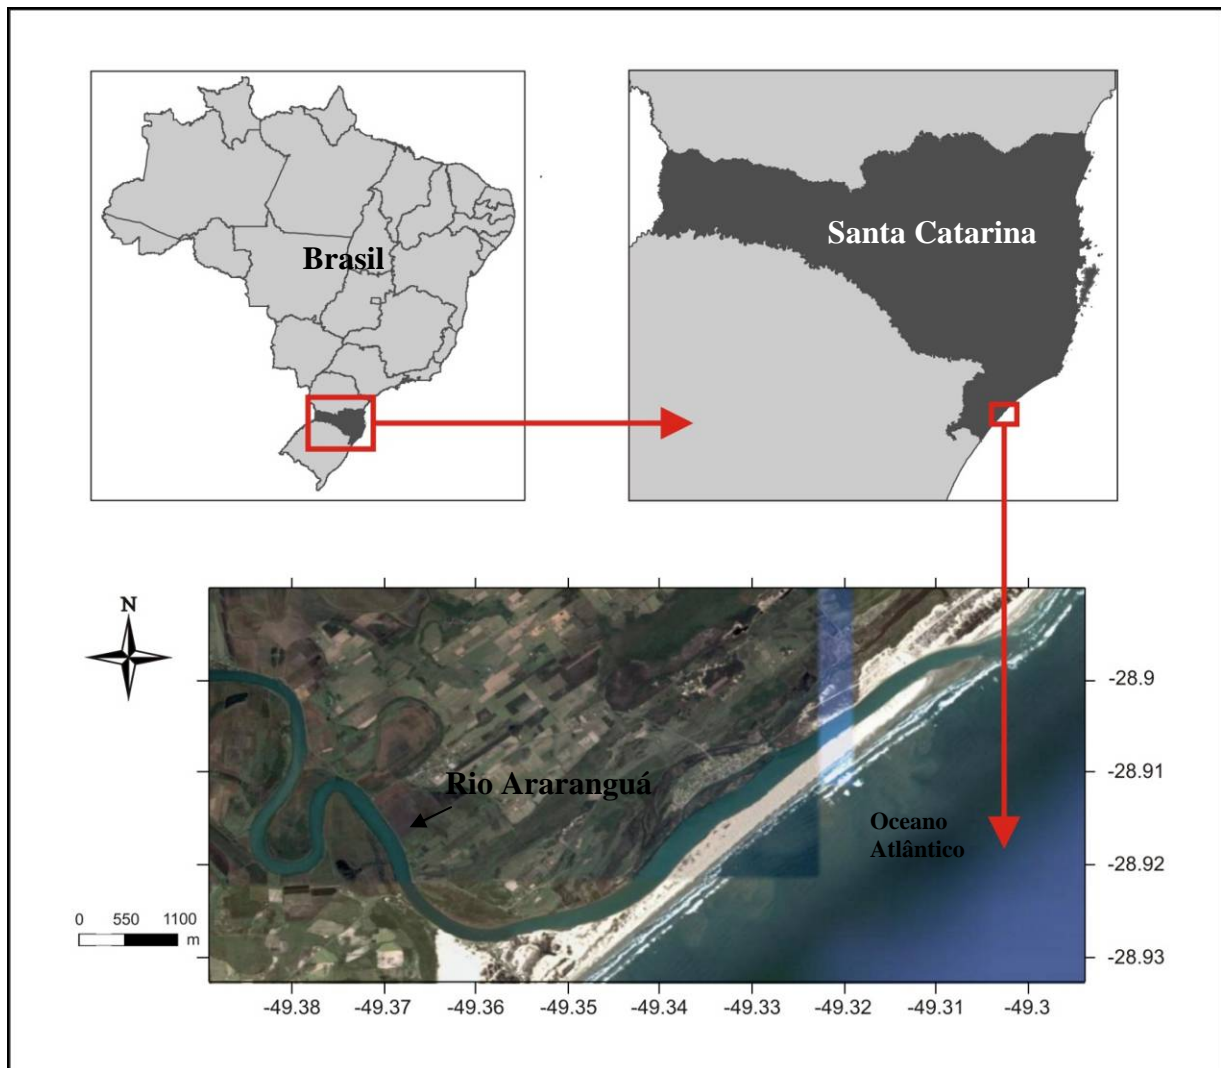 Brasil
Santa Catarina
N
Rio Araranguá
Oceano
Atlântico
0 550 1100
m
-28.9
-28.91
-28.92
-28.93
-49.38 -49.37 -49.36 -49.35 -49.34 -49.33 -49.32 -49.31 -49.3